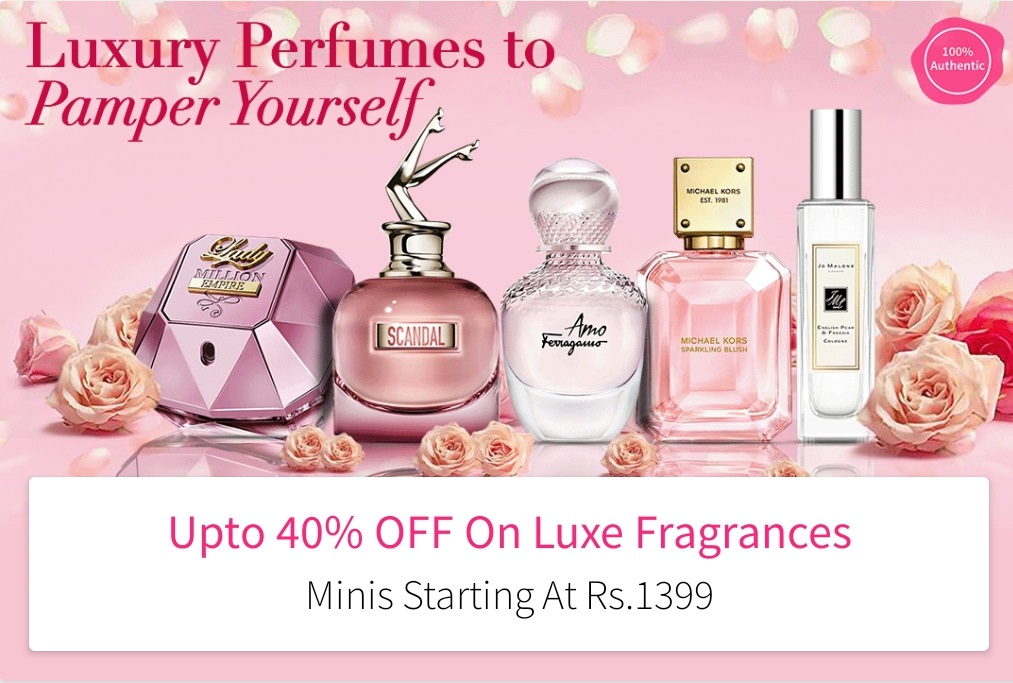 Luxury Perfumes to
Pamper Yourself
100%
Authentic
Lady
MILLION
EMPIRE
SCANDAL
Amo
Ferragamo
MICHAEL KORS
EST. 1981
MICHAEL KORS
SPARKLING BLUSH
JO MALONE
LONDON
ENGLISH PEAR
& FREESIA
COLOGNE
Upto 40% OFF On Luxe Fragrances
Minis Starting At Rs.1399